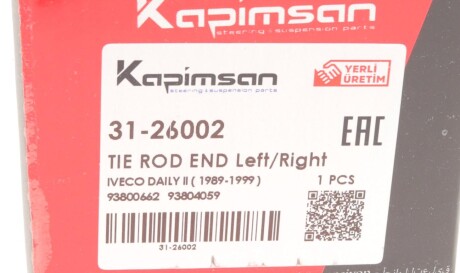 Kapimsan
steering & suspension parts
Kapimsan
steering & suspension parts
YERLİ
ÜRETİM
31-26002
EAC
TIE ROD END Left/Right
IVECO DAILY II ( 1989-1999 )
1 PCS
93800662 93804059
31-26002